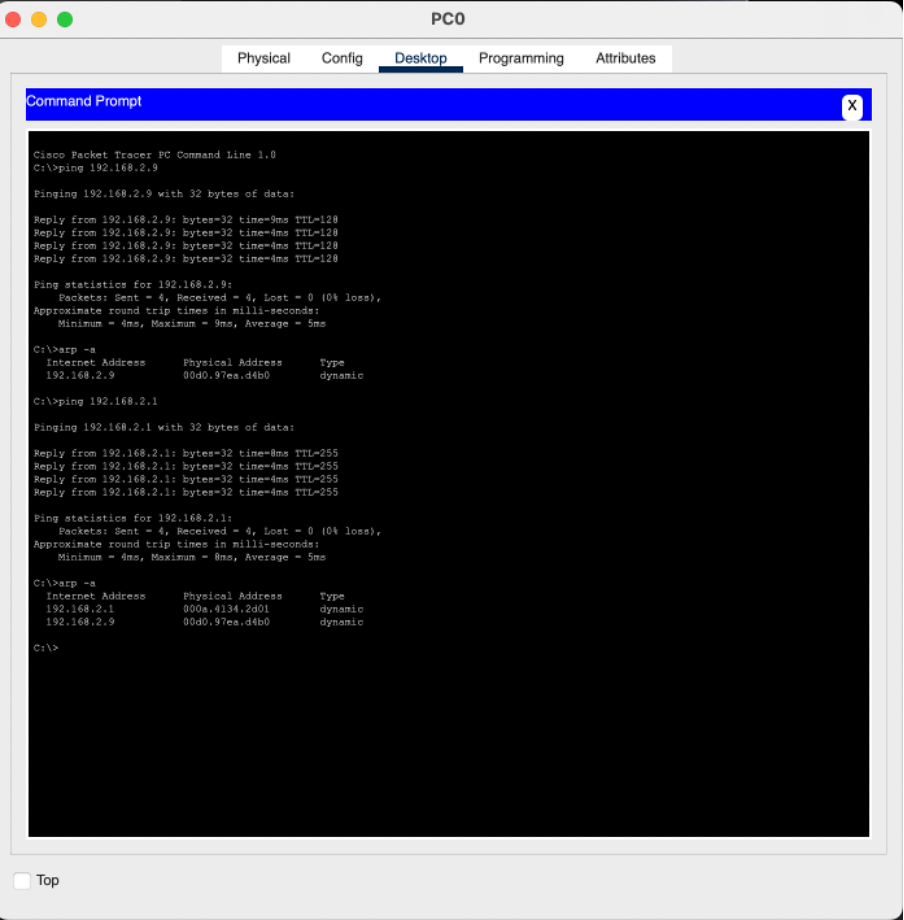 PC0
Physical Config Desktop Programming Attributes
Command Prompt
X
Cisco Packet Tracer PC Command Line 1.0
C:\>ping 192.168.2.9
Pinging 192.168.2.9 with 32 bytes of data:
Reply from 192.168.2.9: bytes=32 time=9ms TTL=128
Reply from 192.168.2.9: bytes=32 time=4ms TTL=128
Reply from 192.168.2.9: bytes=32 time=4ms TTL=128
Reply from 192.168.2.9: bytes=32 time=4ms TTL=128
Ping statistics for 192.168.2.9:
Packets: Sent = 4, Received = 4, Lost = 0 (0% loss),
Approximate round trip times in milli-seconds:
Minimum = 4ms, Maximum = 9ms, Average = 5ms
C:\>arp -a
Internet Address Physical Address Type
192.168.2.9 00d0.97ea.d4b0 dynamic
C:\>ping 192.168.2.1
Pinging 192.168.2.1 with 32 bytes of data:
Reply from 192.168.2.1: bytes=32 time=8ms TTL=255
Reply from 192.168.2.1: bytes=32 time=4ms TTL=255
Reply from 192.168.2.1: bytes=32 time=4ms TTL=255
Reply from 192.168.2.1: bytes=32 time=4ms TTL=255
Ping statistics for 192.168.2.1:
Packets: Sent = 4, Received = 4, Lost = 0 (0% loss),
Approximate round trip times in milli-seconds:
Minimum = 4ms, Maximum = 8ms, Average = 5ms
C:\>arp -a
Internet Address Physical Address Type
192.168.2.1 000a.4134.2d01 dynamic
192.168.2.9 00d0.97ea.d4b0 dynamic
C:\>
Top